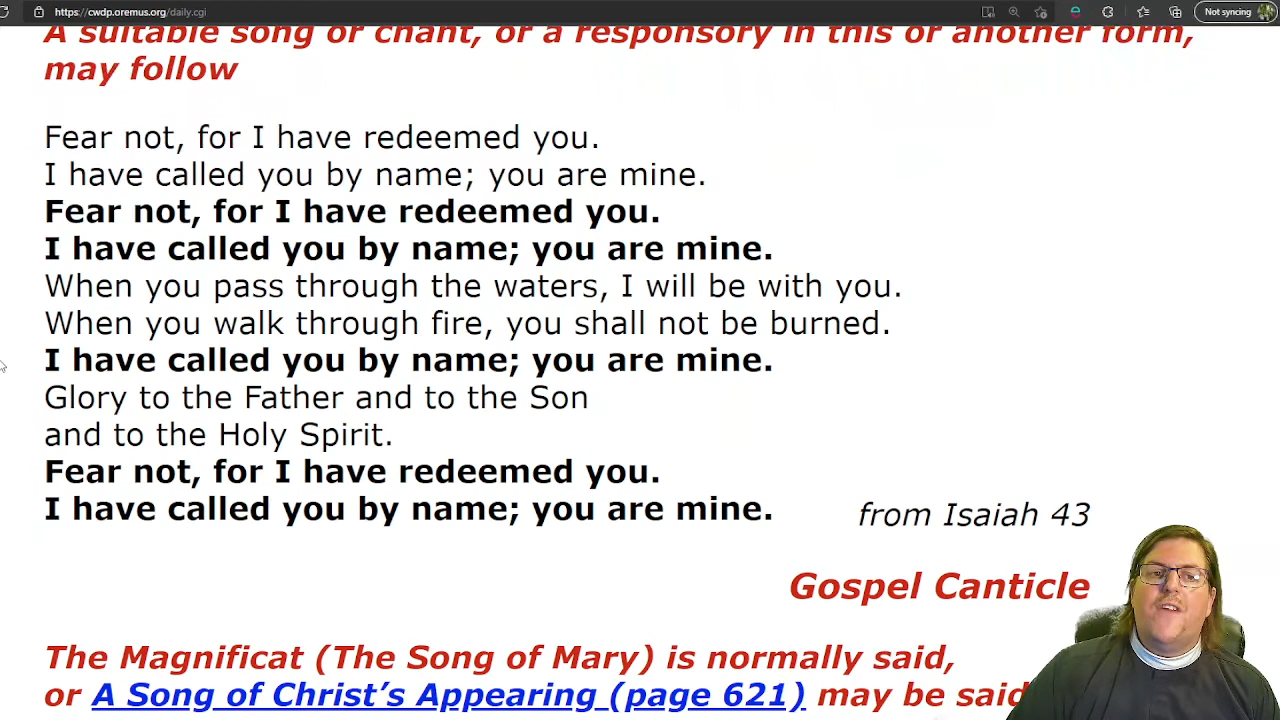 https://cwdp.oremus.org/daily.cgi
Not syncing
A suitable song or chant, or a responsory in this or another form,
may follow
Fear not, for I have redeemed you.
I have called you by name; you are mine.
Fear not, for I have redeemed you.
I have called you by name; you are mine.
When you pass through the waters, I will be with you.
When you walk through fire, you shall not be burned.
I have called you by name; you are mine.
Glory to the Father and to the Son
and to the Holy Spirit.
Fear not, for I have redeemed you.
I have called you by name; you are mine.
from Isaiah 43
Gospel Canticle
The Magnificat (The Song of Mary) is normally said,
or A Song of Christ’s Appearing (page 621) may be said